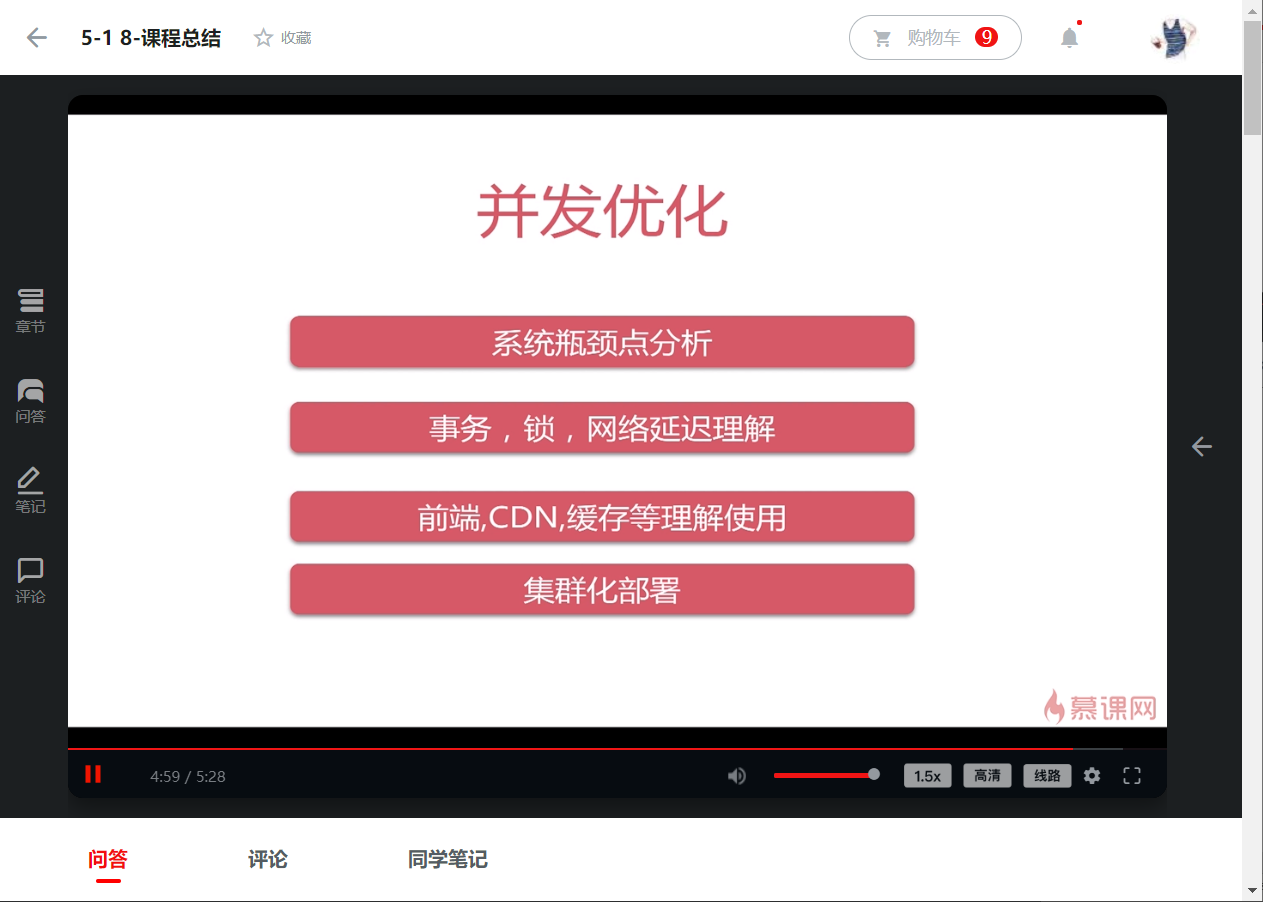 5-1 8-课程总结
收藏
购物车 9
并发优化
系统瓶颈点分析
事务，锁，网络延迟理解
前端,CDN,缓存等理解使用
集群化部署
慕课网
章节
问答
笔记
评论
4:59 / 5:28
1.5x
高清
线路
问答
评论
同学笔记